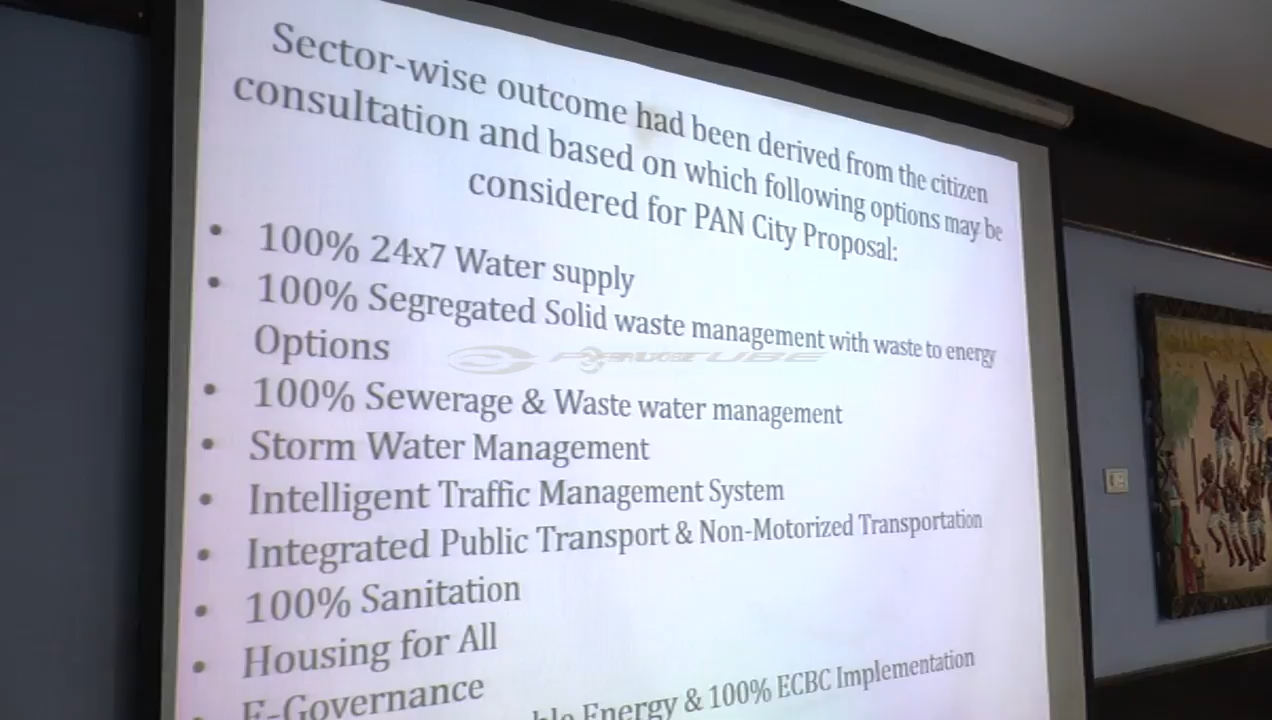 Sector-wise outcome had been derived from the citizen
consultation and based on which following options may be
considered for PAN City Proposal:
• 100% 24x7 Water supply
• 100% Segregated Solid waste management with waste to energy
Options
• 100% Sewerage & Waste water management
• Storm Water Management
• Intelligent Traffic Management System
• Integrated Public Transport & Non-Motorized Transportation
• 100% Sanitation
• Housing for All
• E-Governance
Energy & 100% ECBC Implementation